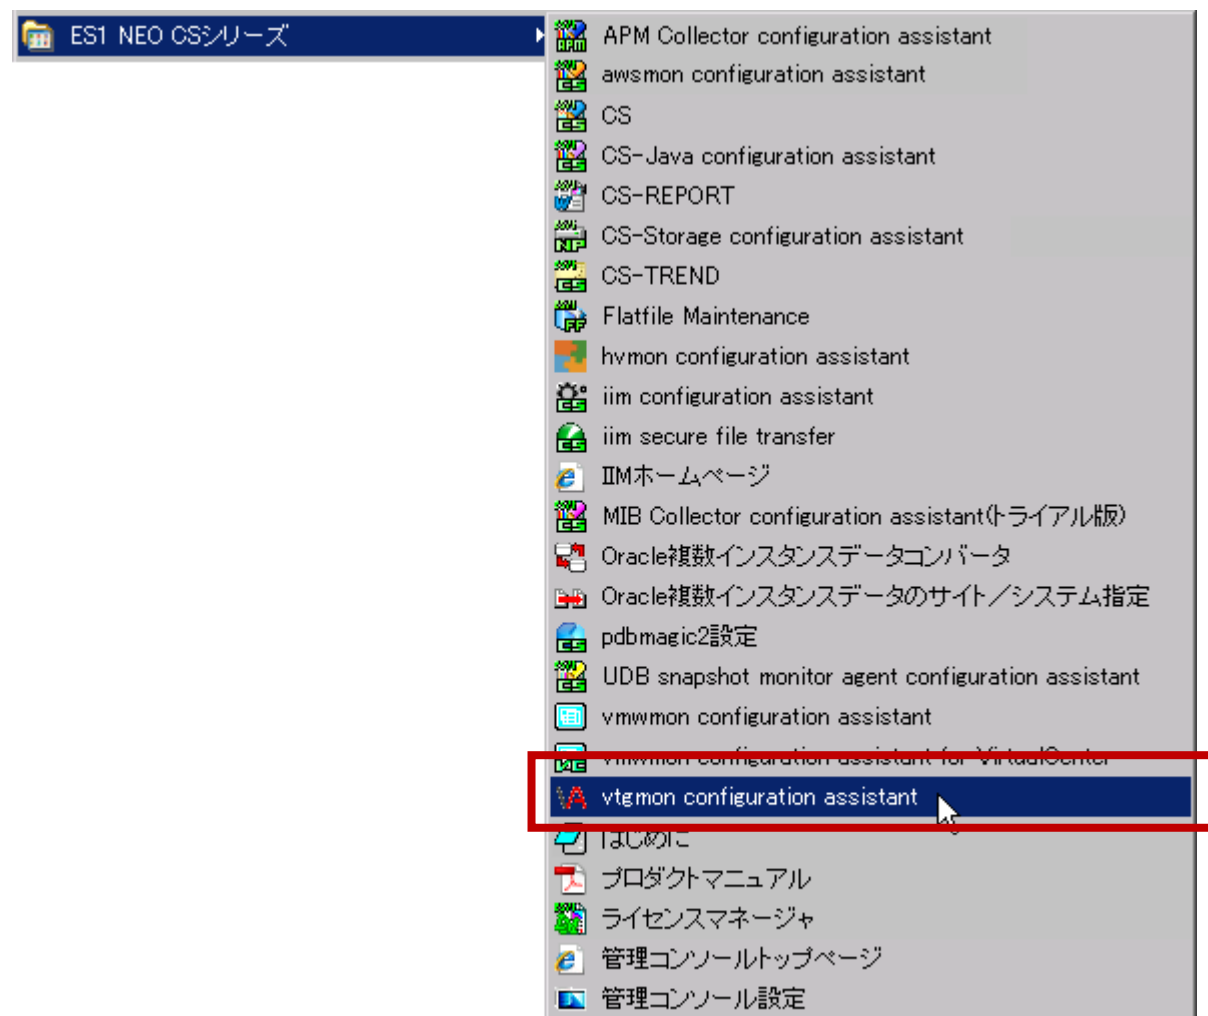 ES1 NEO CSシリーズ
APM Collector configuration assistant
awsmon configuration assistant
CS
CS-Java configuration assistant
CS-REPORT
CS-Storage configuration assistant
CS-TREND
Flatfile Maintenance
hvmon configuration assistant
iim configuration assistant
iim secure file transfer
IIMホームページ
MIB Collector configuration assistant(トライアル版)
Oracle複数インスタンスデータコンバータ
Oracle複数インスタンスデータのサイト／システム指定
pdbmagic2設定
UDB snapshot monitor agent configuration assistant
vmwmon configuration assistant
vmwmon configuration assistant for VirtualCenter
vtgmon configuration assistant
はじめに
プロダクトマニュアル
ライセンスマネージャ
管理コンソールトップページ
管理コンソール設定